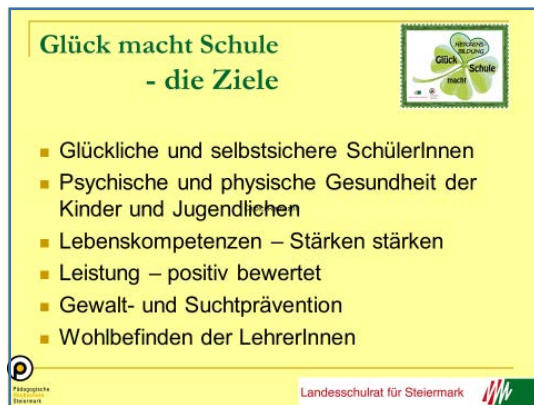 Glück macht Schule
- die Ziele
HERZENS
BILDUNG
Glück
Schule
macht
Glückliche und selbstsichere SchülerInnen
Psychische und physische Gesundheit der
Kinder und Jugendlichen
Lebenskompetenzen – Stärken stärken
Leistung – positiv bewertet
Gewalt- und Suchtprävention
Wohlbefinden der LehrerInnen
Pädagogische
Hochschule
Steiermark
Landesschulrat für Steiermark